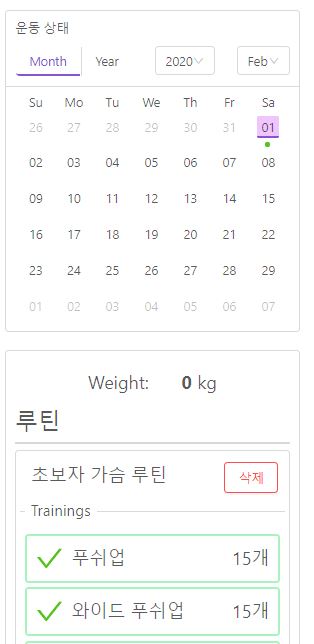 운동 상태
Month Year 2020 Feb
Su Mo Tu We Th Fr Sa
26 27 28 29 30 31 01
02 03 04 05 06 07 08
09 10 11 12 13 14 15
16 17 18 19 20 21 22
23 24 25 26 27 28 29
01 02 03 04 05 06 07
Weight: 0 kg
루틴
초보자 가슴 루틴 삭제
Trainings
푸쉬업 15개
와이드 푸쉬업 15개